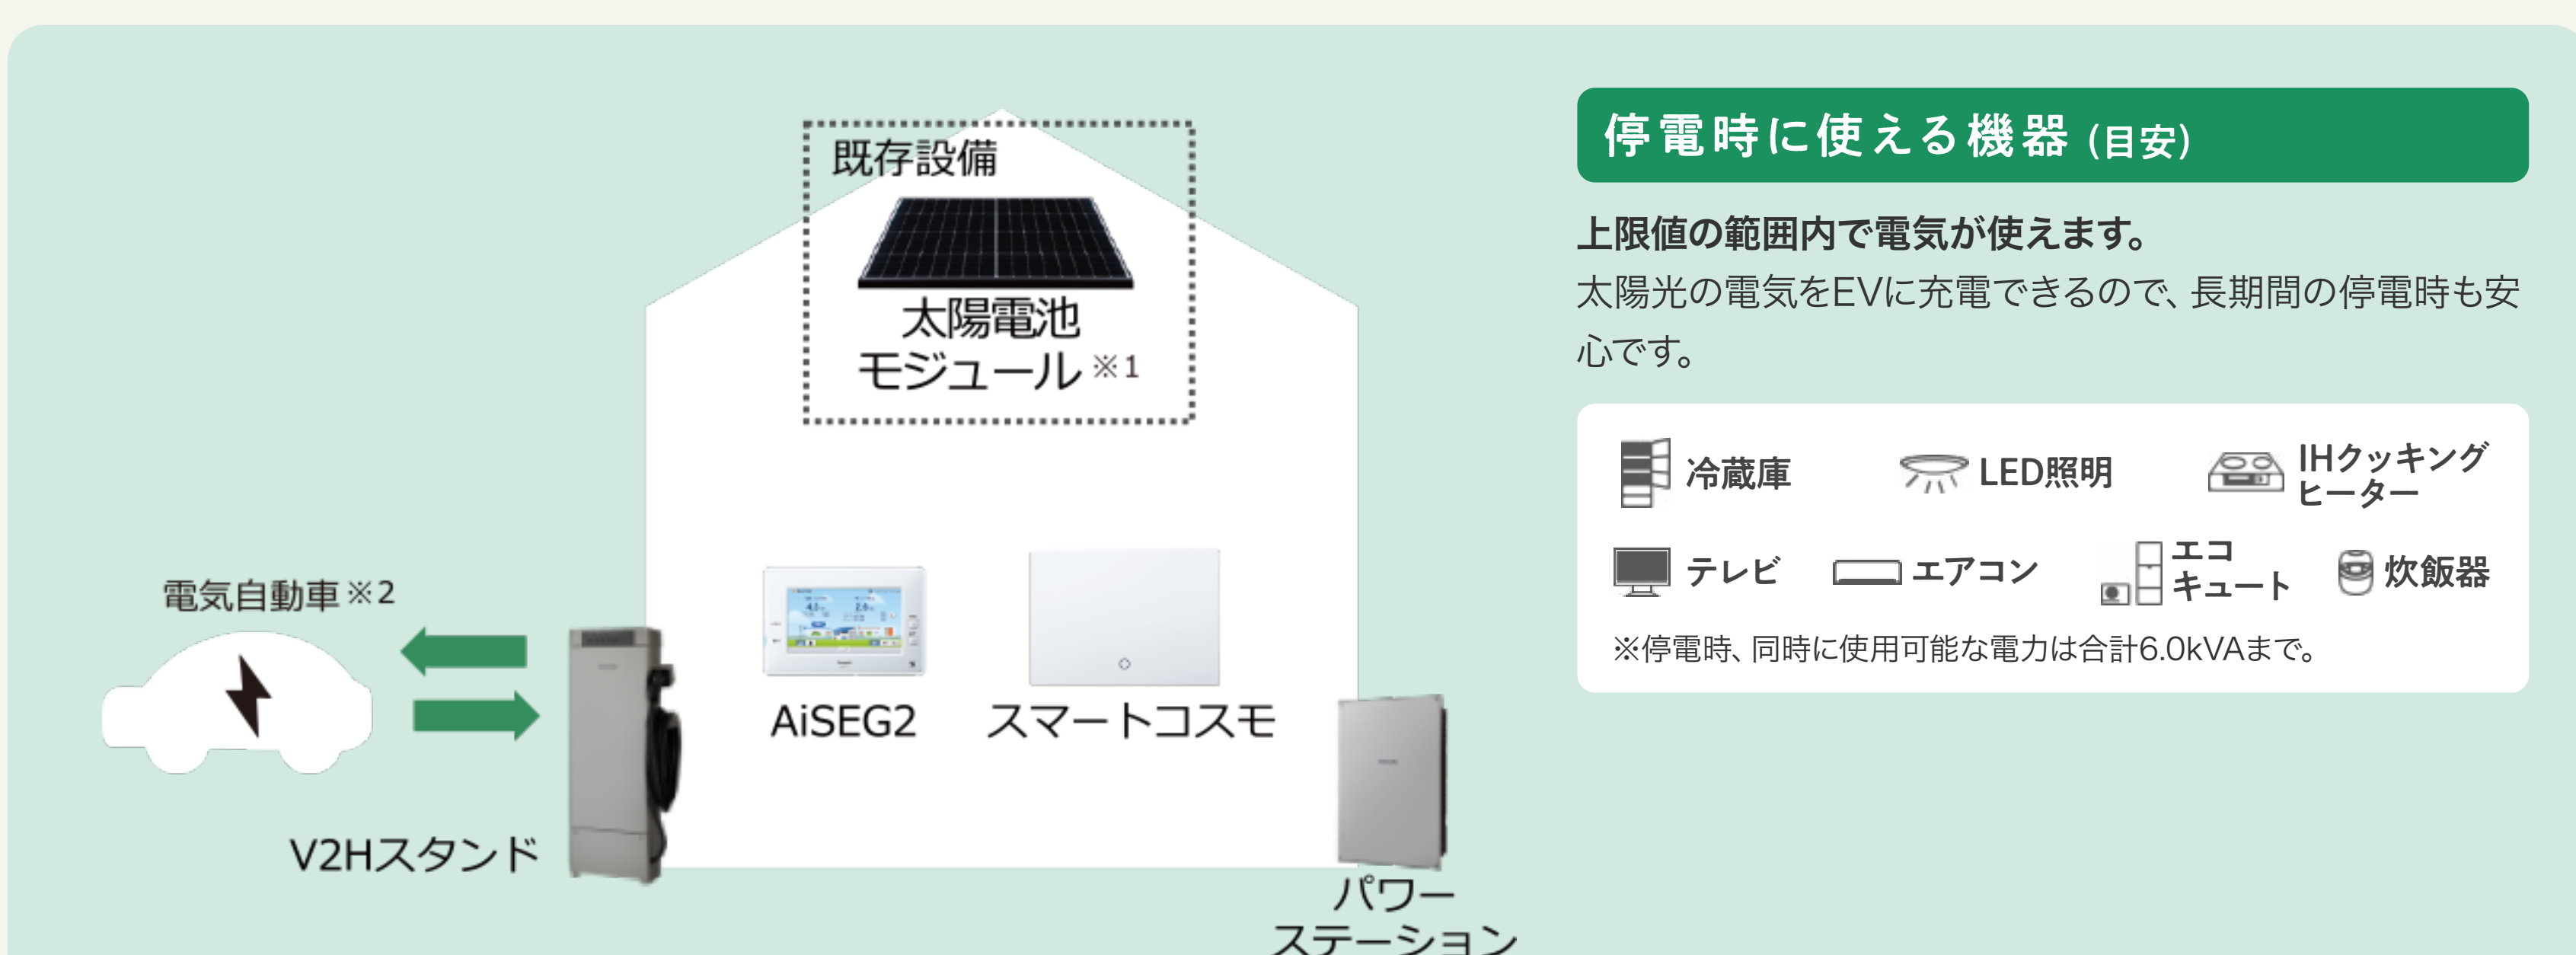 既存設備
太陽電池
モジュール※1
電気自動車※2
AiSEG2
スマートコスモ
V2Hスタンド
パワー
ステーション
停電時に使える機器 (目安)
上限値の範囲内で電気が使えます。
太陽光の電気をEVに充電できるので、長期間の停電時も安
心です。
冷蔵庫
LED照明
IHクッキング
ヒーター
テレビ
エアコン
エコ
キュート
炊飯器
※停電時、同時に使用可能な電力は合計6.0kVAまで。